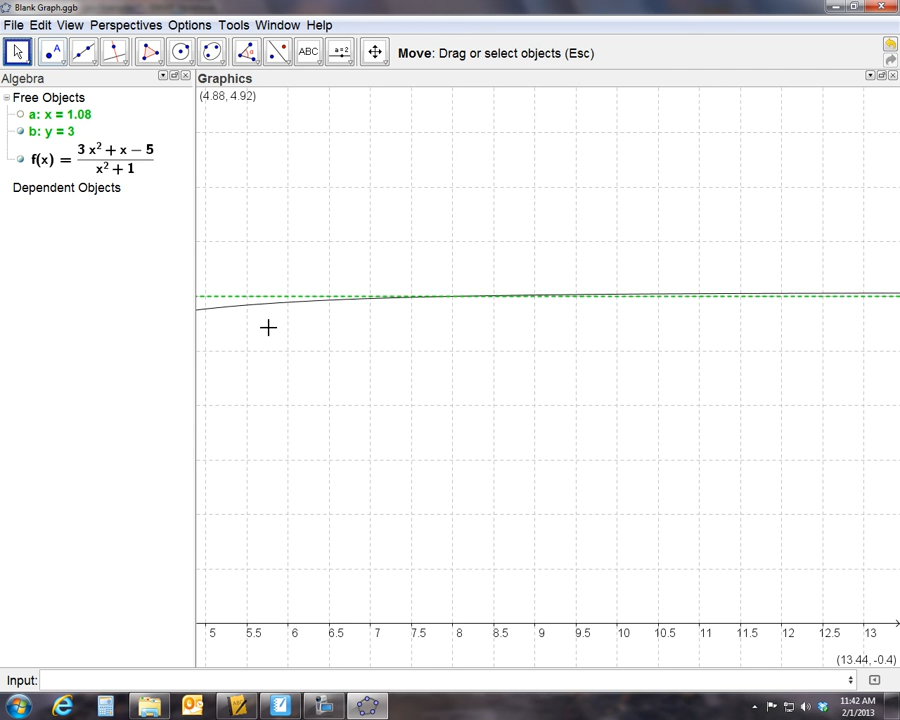 Blank Graph.ggb
File Edit View Perspectives Options Tools Window Help
ABC
a=2
Move: Drag or select objects (Esc)
Algebra
Graphics
Free Objects
a: x = 1.08
b: y = 3
f(x) = (3 x² + x − 5) / (x² + 1)
Dependent Objects
(4.88, 4.92)
5 5.5 6 6.5 7 7.5 8 8.5 9 9.5 10 10.5 11 11.5 12 12.5 13
(13.44, -0.4)
Input:
11:42 AM
2/1/2013